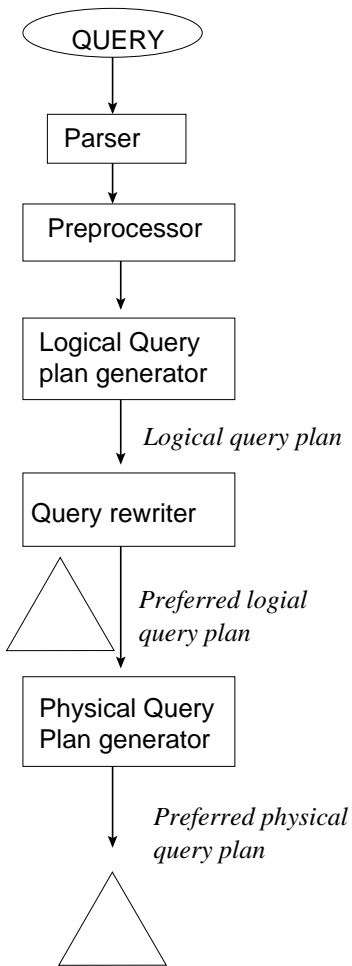 QUERY
Parser
Preprocessor
Logical Query
plan generator
Logical query plan
Query rewriter
Preferred logial
query plan
Physical Query
Plan generator
Preferred physical
query plan